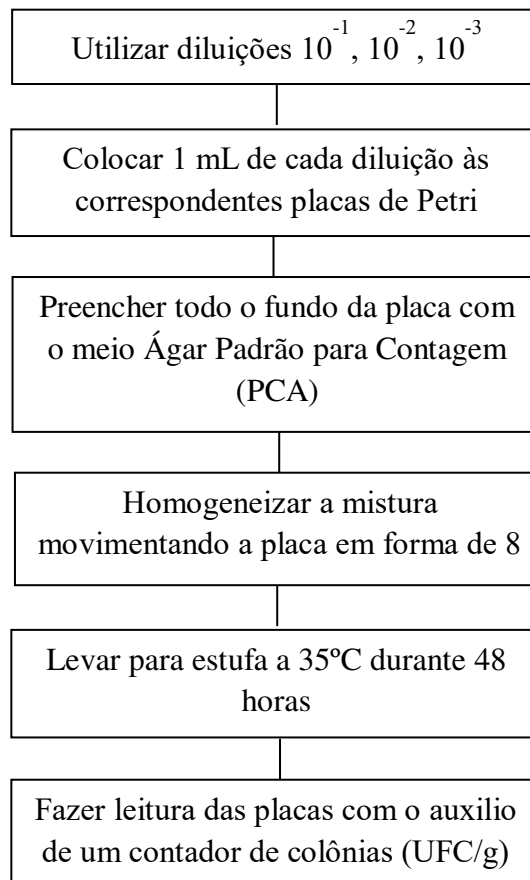 Utilizar diluições 10⁻¹, 10⁻², 10⁻³
Colocar 1 mL de cada diluição às
correspondentes placas de Petri
Preencher todo o fundo da placa com
o meio Ágar Padrão para Contagem
(PCA)
Homogeneizar a mistura
movimentando a placa em forma de 8
Levar para estufa a 35ºC durante 48
horas
Fazer leitura das placas com o auxilio
de um contador de colônias (UFC/g)